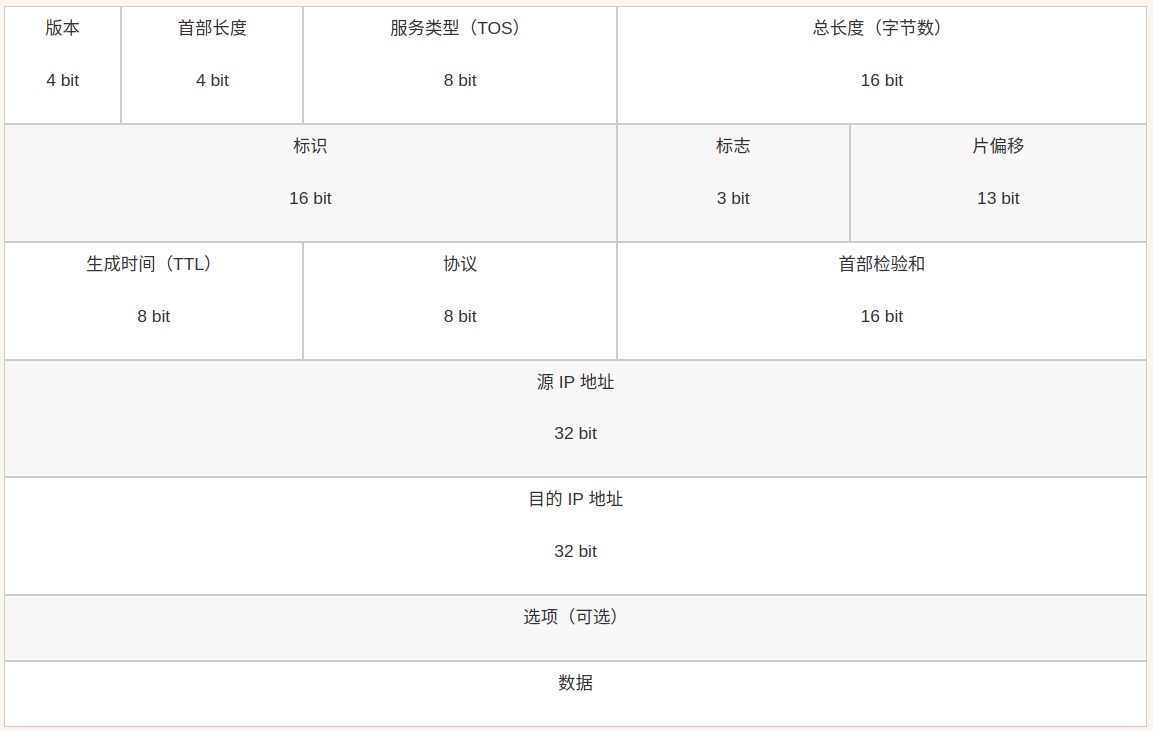 版本 首部长度 服务类型（TOS） 总长度（字节数）
4 bit 4 bit 8 bit 16 bit
标识 标志 片偏移
16 bit 3 bit 13 bit
生成时间（TTL） 协议 首部检验和
8 bit 8 bit 16 bit
源 IP 地址
32 bit
目的 IP 地址
32 bit
选项（可选）
数据